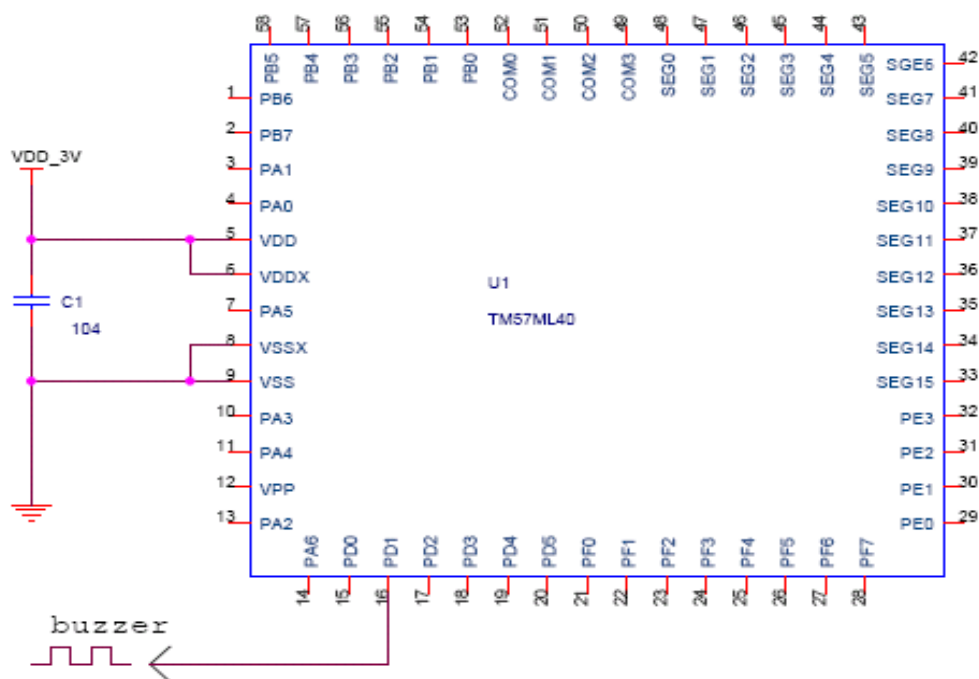 58 57 56 55 54 53 52 51 50 49 48 47 46 45 44 43
PB5 PB4 PB3 PB2 PB1 PB0 COM0 COM1 COM2 COM3 SEG0 SEG1 SEG2 SEG3 SEG4 SEG5
1 PB6
2 PB7
3 PA1
4 PA0
5 VDD
6 VDDX
7 PA5
8 VSSX
9 VSS
10 PA3
11 PA4
12 VPP
13 PA2
VDD_3V
C1
104
U1
TM57ML40
SGE6 42
SEG7 41
SEG8 40
SEG9 39
SEG10 38
SEG11 37
SEG12 36
SEG13 35
SEG14 34
SEG15 33
PE3 32
PE2 31
PE1 30
PE0 29
PA6 PD0 PD1 PD2 PD3 PD4 PD5 PF0 PF1 PF2 PF3 PF4 PF5 PF6 PF7
14 15 16 17 18 19 20 21 22 23 24 25 26 27 28
buzzer